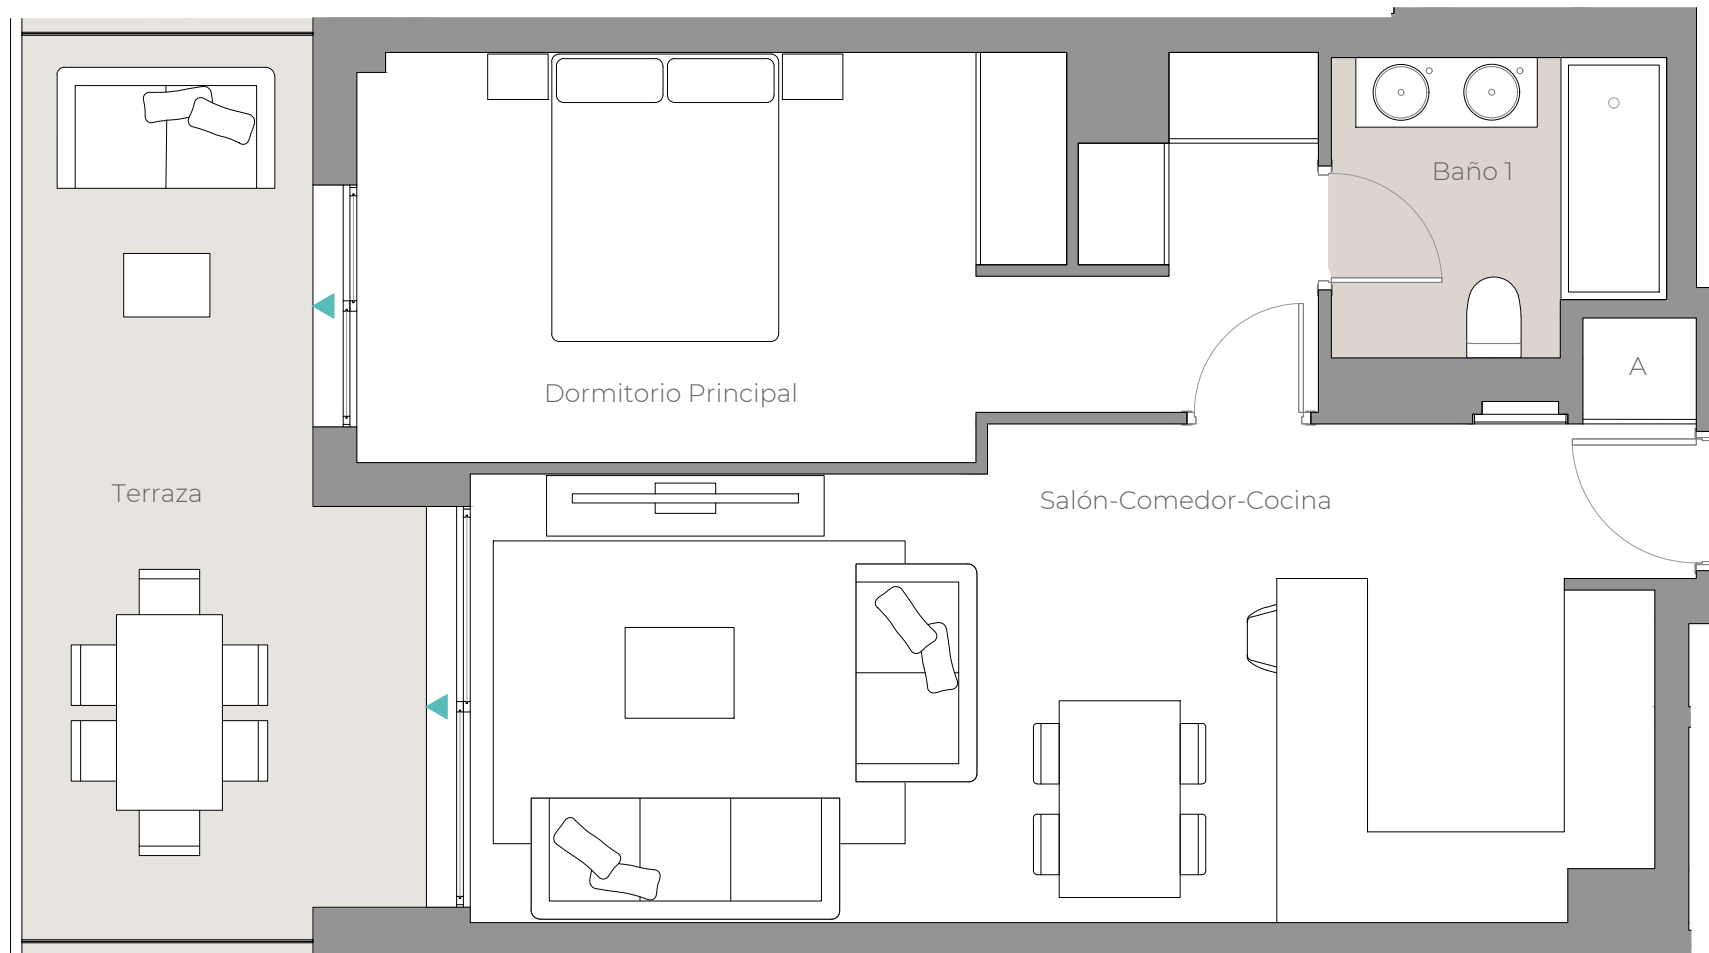 Baño 1
A
Dormitorio Principal
Terraza
Salón-Comedor-Cocina